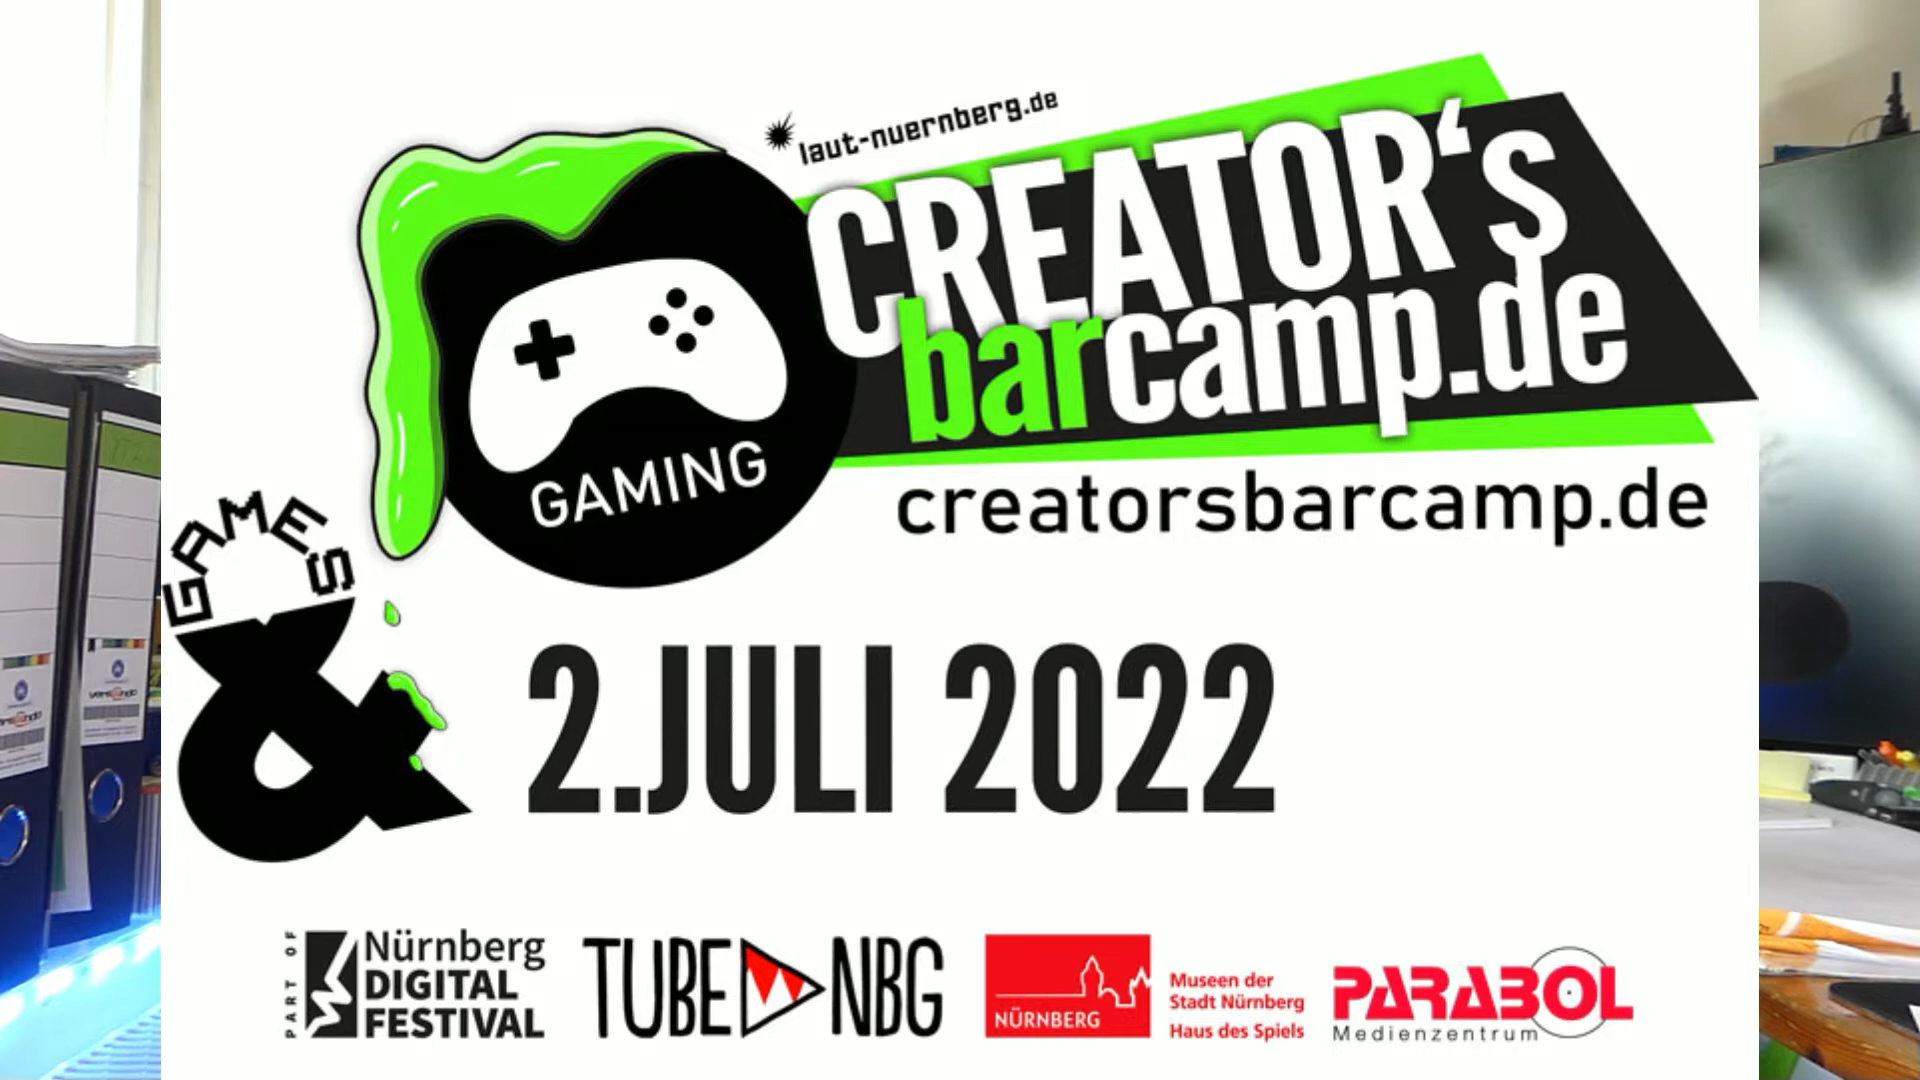 laut-nuernberg.de
CREATOR's
barcamp.de
GAMING
creatorsbarcamp.de
GAMES
&
2.JULI 2022
PART OF
Nürnberg
DIGITAL
FESTIVAL
TUBE NBG
NÜRNBERG
Museen der
Stadt Nürnberg
Haus des Spiels
PARABOL
Medienzentrum